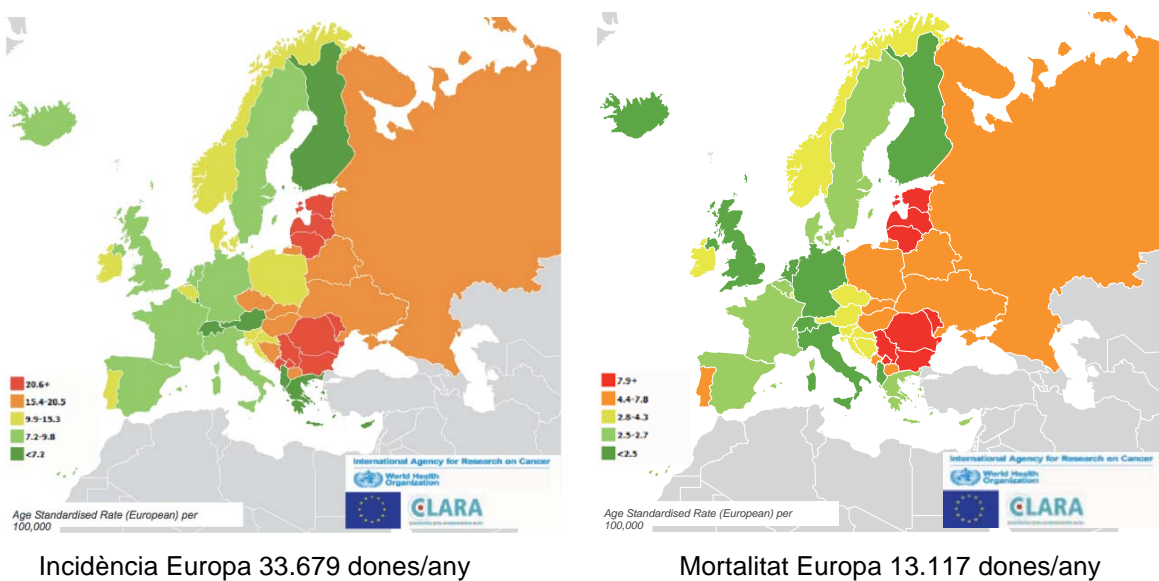 20.6+
15.4-20.5
9.9-15.3
7.2-9.8
<7.2
International Agency for Research on Cancer
World Health
Organization
CLARA
Age Standardised Rate (European) per
100,000
Incidència Europa 33.679 dones/any
7.9+
4.4-7.8
2.8-4.3
2.5-2.7
<2.5
International Agency for Research on Cancer
World Health
Organization
CLARA
Age Standardised Rate (European) per
100,000
Mortalitat Europa 13.117 dones/any